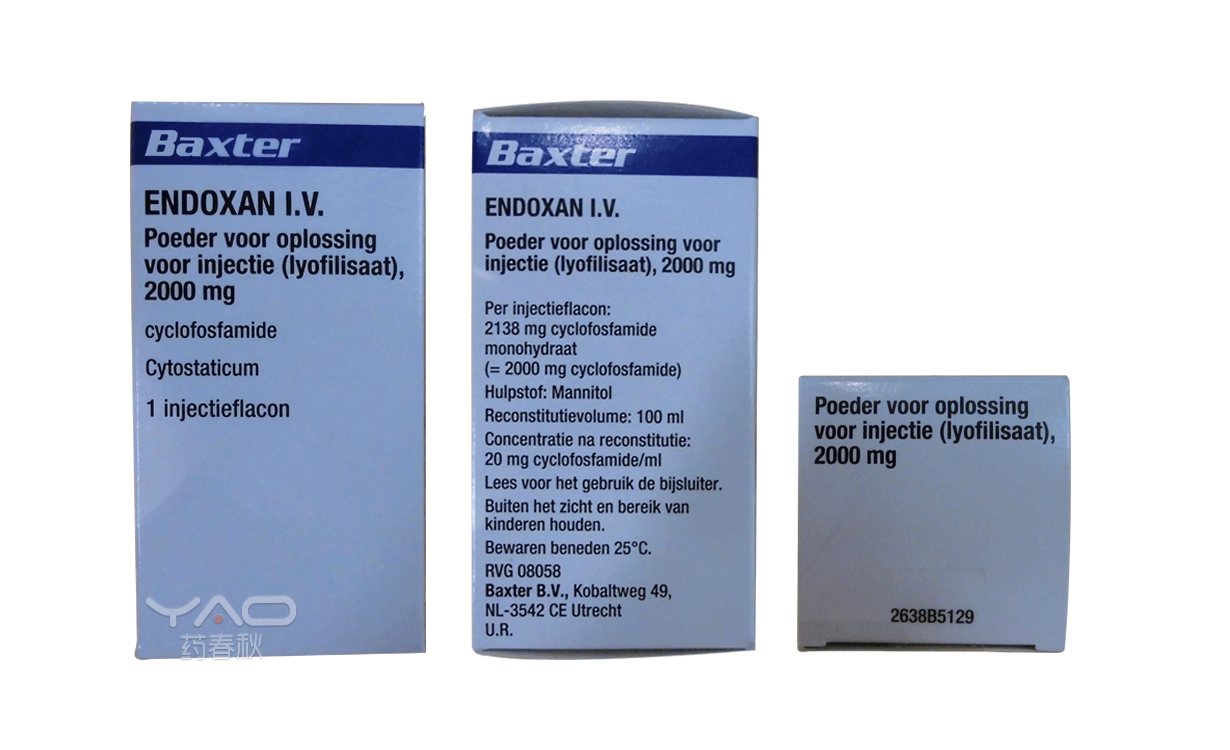 Baxter
ENDOXAN I.V.
Poeder voor oplossing
voor injectie (lyofilisaat),
2000 mg
cyclofosfamide
Cytostaticum
1 injectieflacon
YAO
药春秋
Baxter
ENDOXAN I.V.
Poeder voor oplossing voor
injectie (lyofilisaat), 2000 mg
Per injectieflacon:
2138 mg cyclofosfamide
monohydraat
(= 2000 mg cyclofosfamide)
Hulpstof: Mannitol
Reconstitutievolume: 100 ml
Concentratie na reconstitutie:
20 mg cyclofosfamide/ml
Lees voor het gebruik de bijsluiter.
Buiten het zicht en bereik van
kinderen houden.
Bewaren beneden 25°C.
RVG 08058
Baxter B.V., Kobaltweg 49,
NL-3542 CE Utrecht
U.R.
Poeder voor oplossing
voor injectie (lyofilisaat),
2000 mg
2638B5129